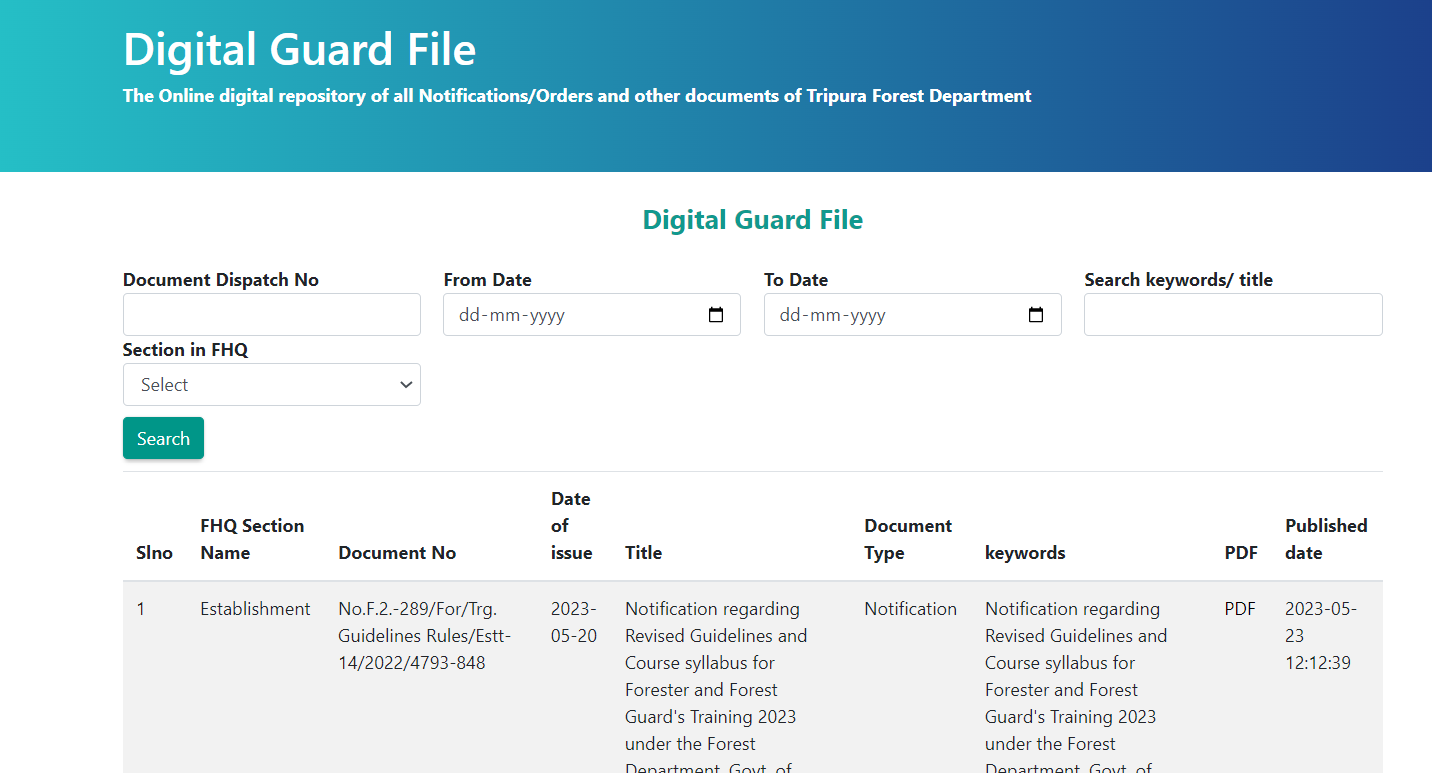 Digital Guard File
The Online digital repository of all Notifications/Orders and other documents of Tripura Forest Department
Digital Guard File
Document Dispatch No
From Date
To Date
Search keywords/ title
dd-mm-yyyy
dd-mm-yyyy
Section in FHQ
Select
Search
Slno
FHQ Section
Name
Document No
Date
of
issue
Title
Document
Type
keywords
PDF
Published
date
1
Establishment
No.F.2.-289/For/Trg.
Guidelines Rules/Estt-
14/2022/4793-848
2023-
05-20
Notification regarding
Revised Guidelines and
Course syllabus for
Forester and Forest
Guard's Training 2023
under the Forest
Department, Govt. of
Notification
Notification regarding
Revised Guidelines and
Course syllabus for
Forester and Forest
Guard's Training 2023
under the Forest
Department, Govt. of
PDF
2023-05-
23
12:12:39